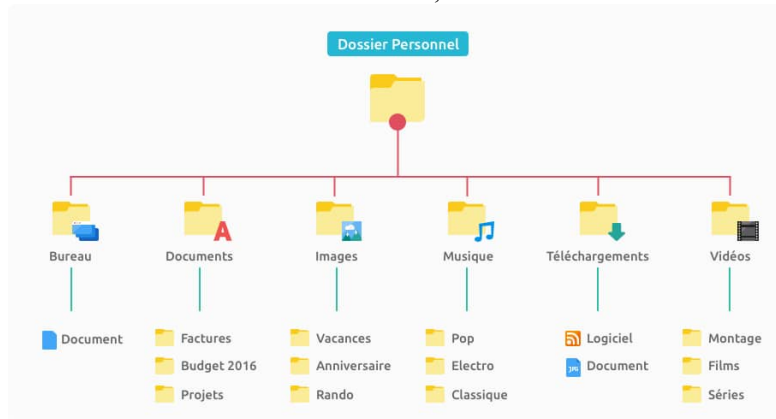 Dossier Personnel
Bureau Documents Images Musique Téléchargements Vidéos
Document Factures Vacances Pop Logiciel Montage
Budget 2016 Anniversaire Electro JPG Document Films
Projets Rando Classique Séries